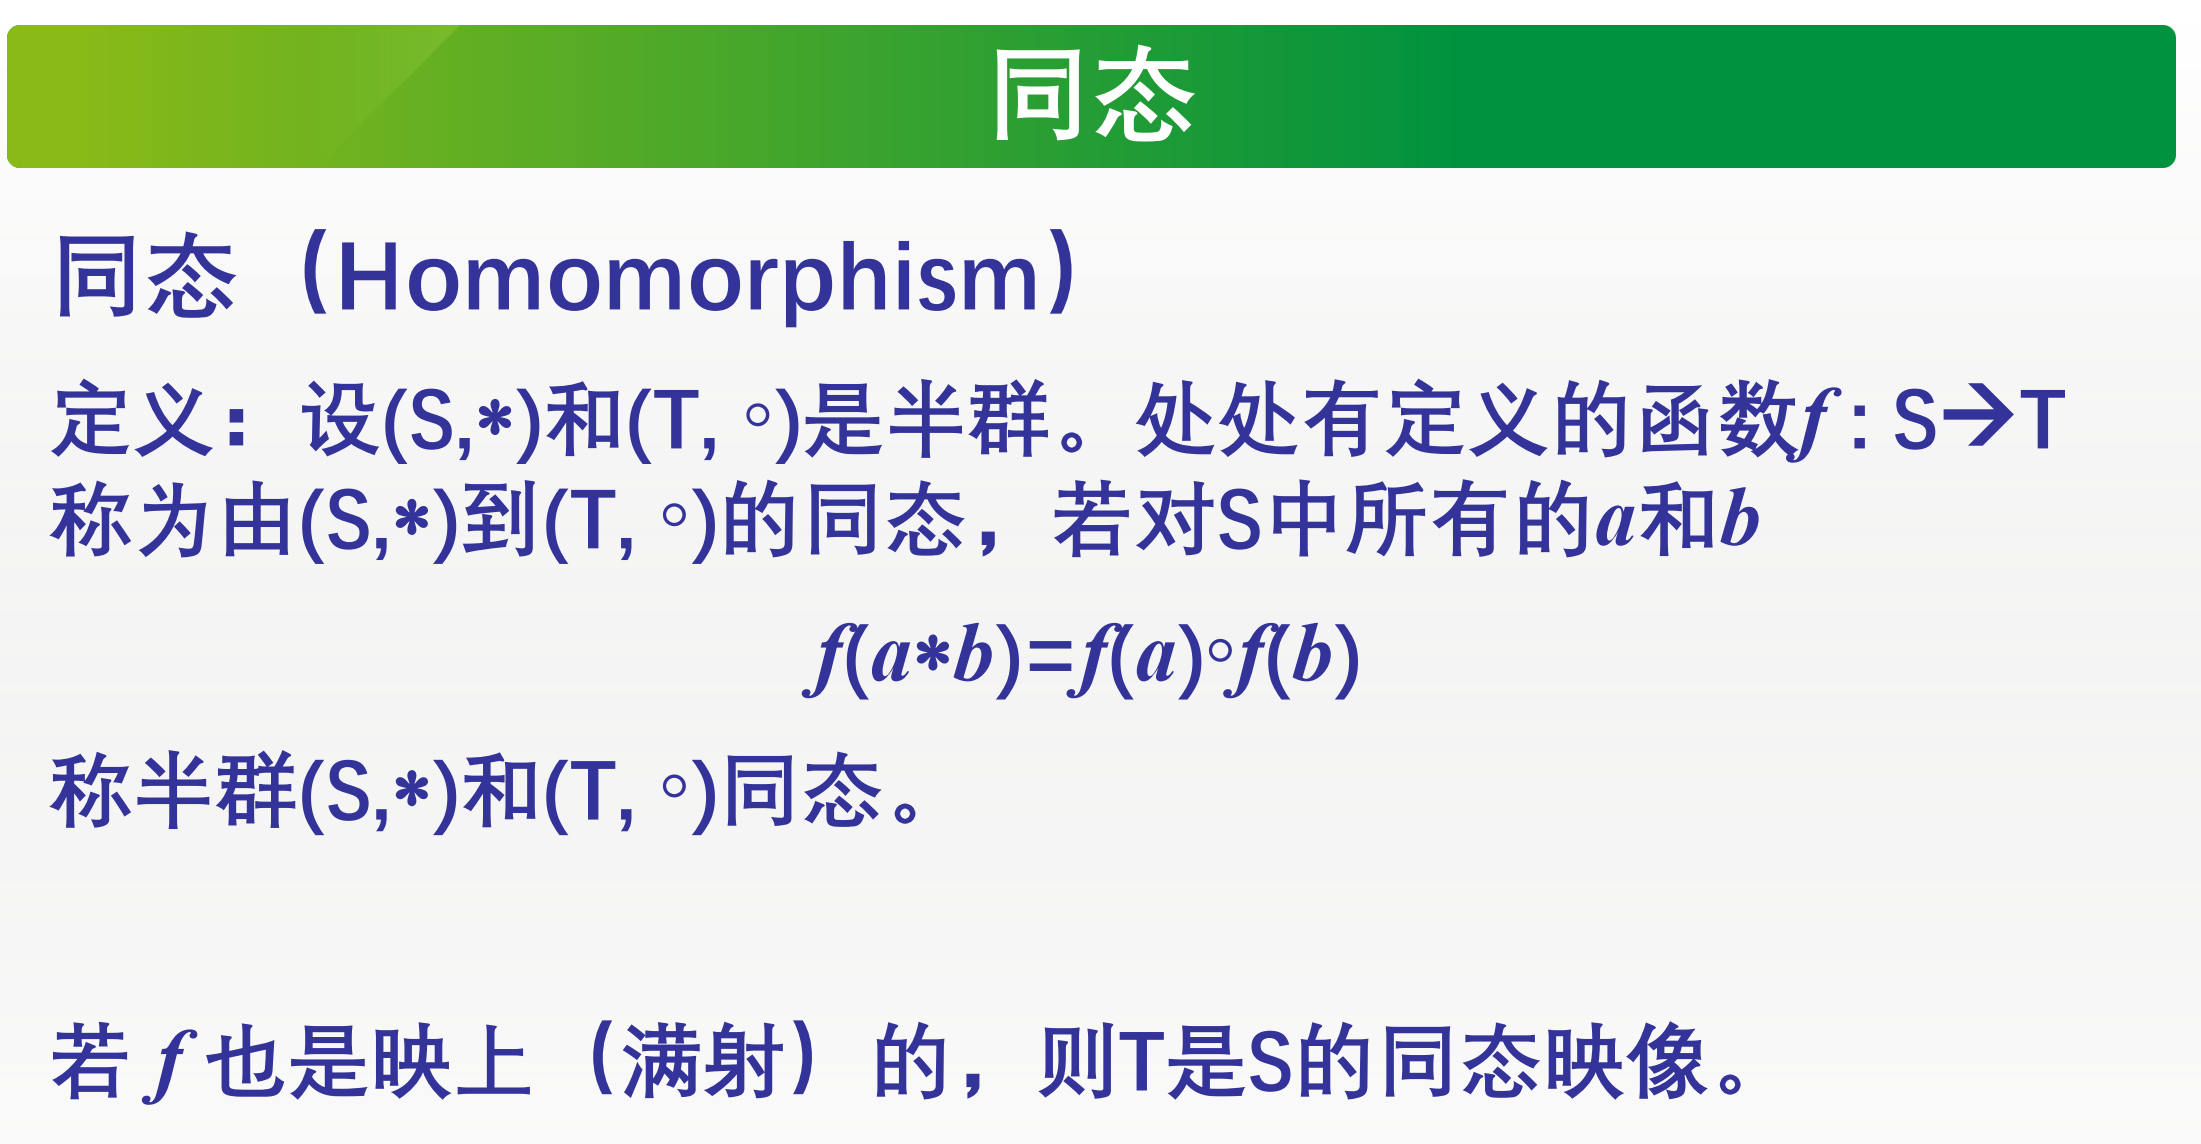 同态
同态（Homomorphism）
定义：设(S,*)和(T, ○)是半群。处处有定义的函数f : S→T
称为由(S,*)到(T, ○)的同态，若对S中所有的a和b
f(a*b)=f(a)○f(b)
称半群(S,*)和(T, ○)同态。
若 f 也是映上（满射）的，则T是S的同态映像。